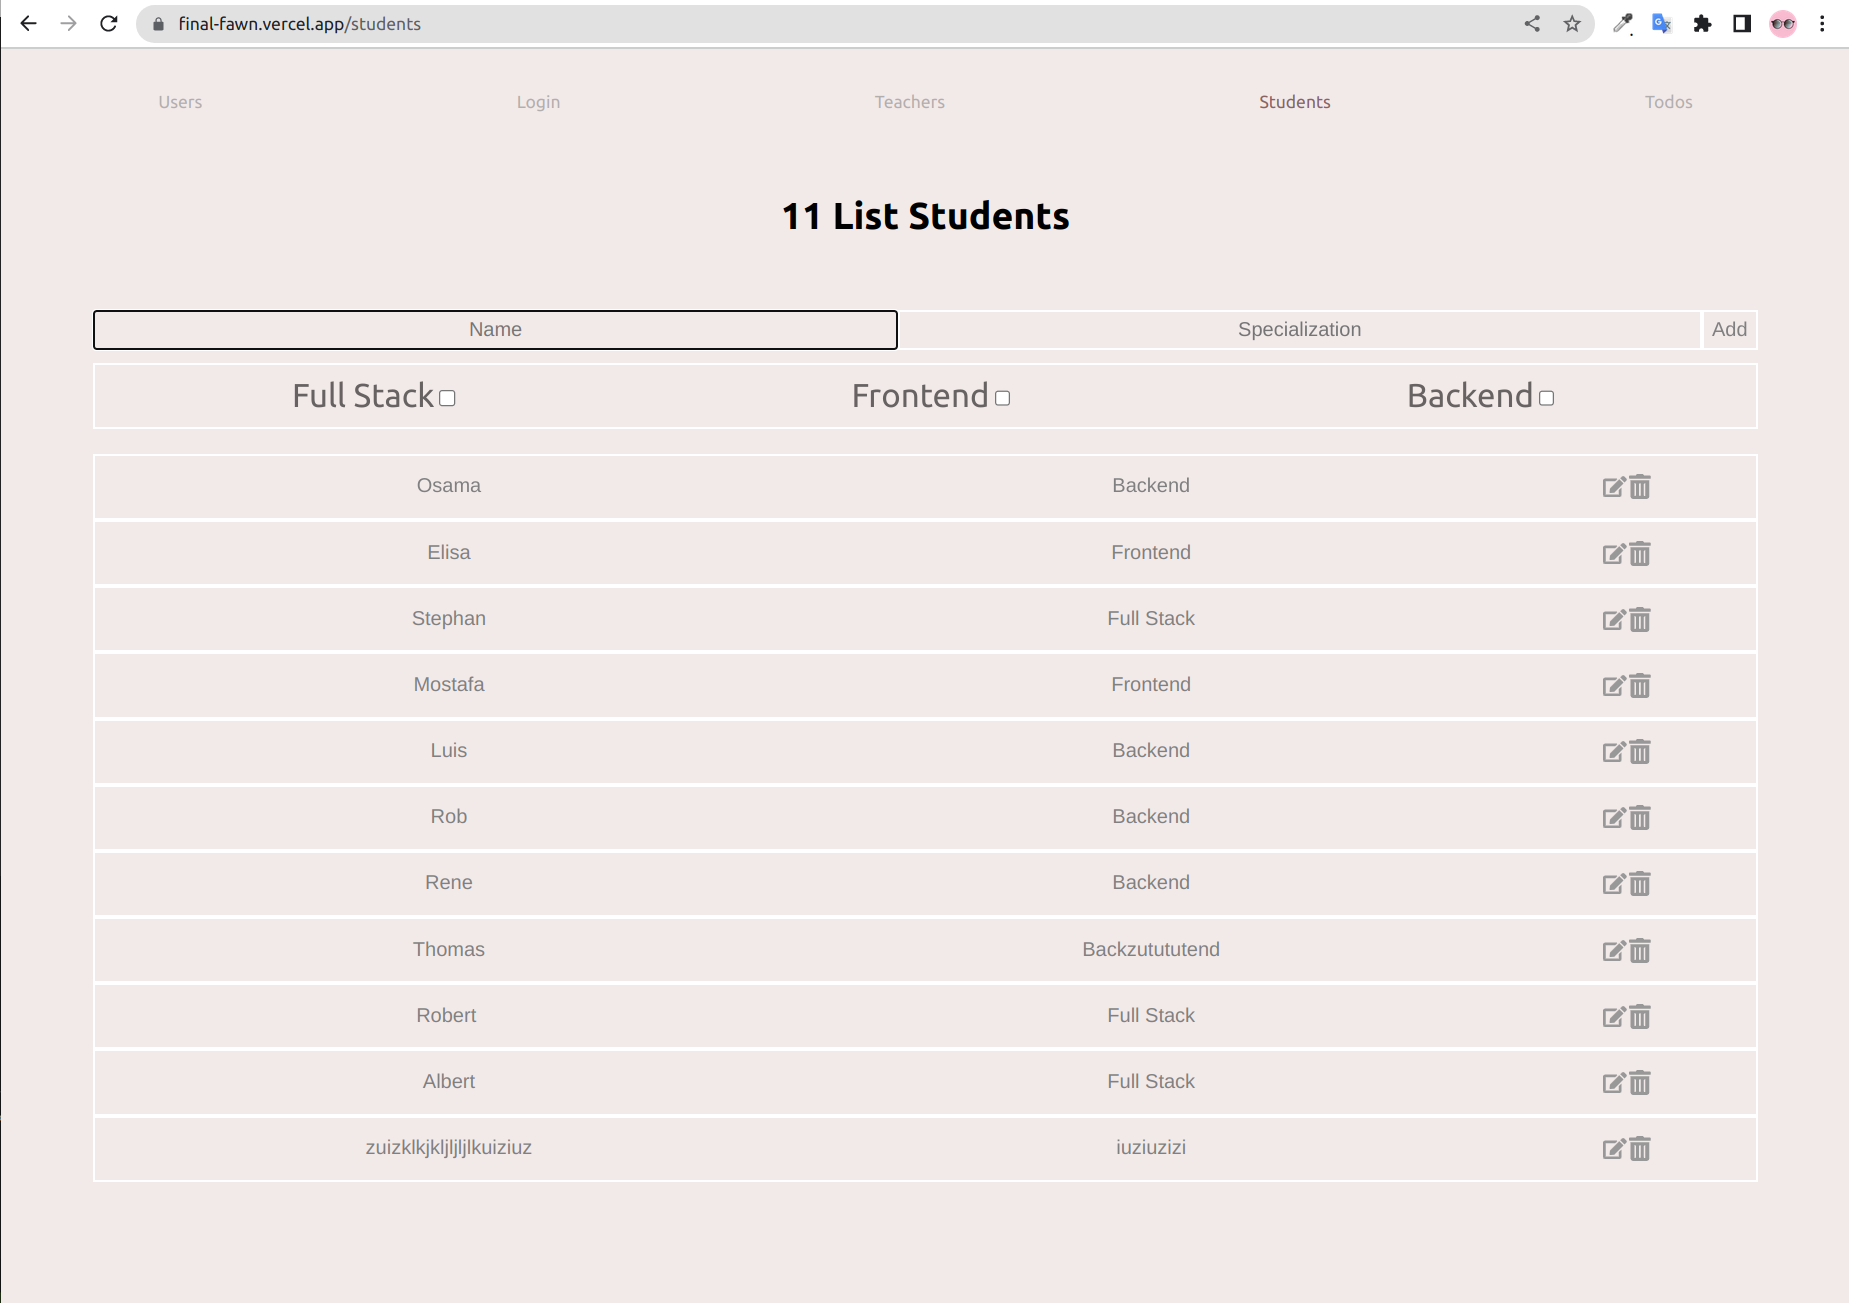 final-fawn.vercel.app/students
Users Login Teachers Students Todos
11 List Students
Name Specialization Add
Full Stack Frontend Backend
Osama Backend
Elisa Frontend
Stephan Full Stack
Mostafa Frontend
Luis Backend
Rob Backend
Rene Backend
Thomas Backzutututend
Robert Full Stack
Albert Full Stack
zuizklkjkljljljlkuiziuz iuziuzizi